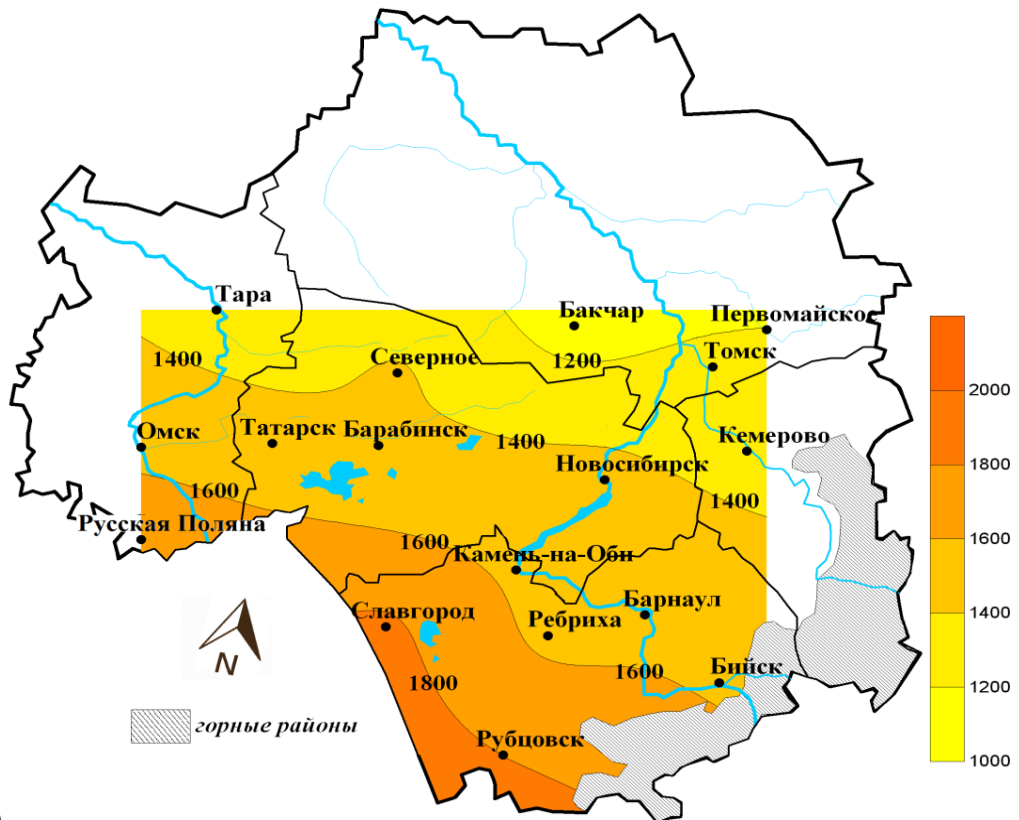 Тара
Бакчар
Первомайское
1400
Северное
1200
Томск
2000
Омск
Татарск
Барабинск
1400
Кемерово
1800
Новосибирск
1600
1400
Русская Поляна
1600
1600
Камень-на-Оби
Славгород
Ребриха
Барнаул
1400
1800
1600
Бийск
1200
N
горные районы
Рубцовск
1000